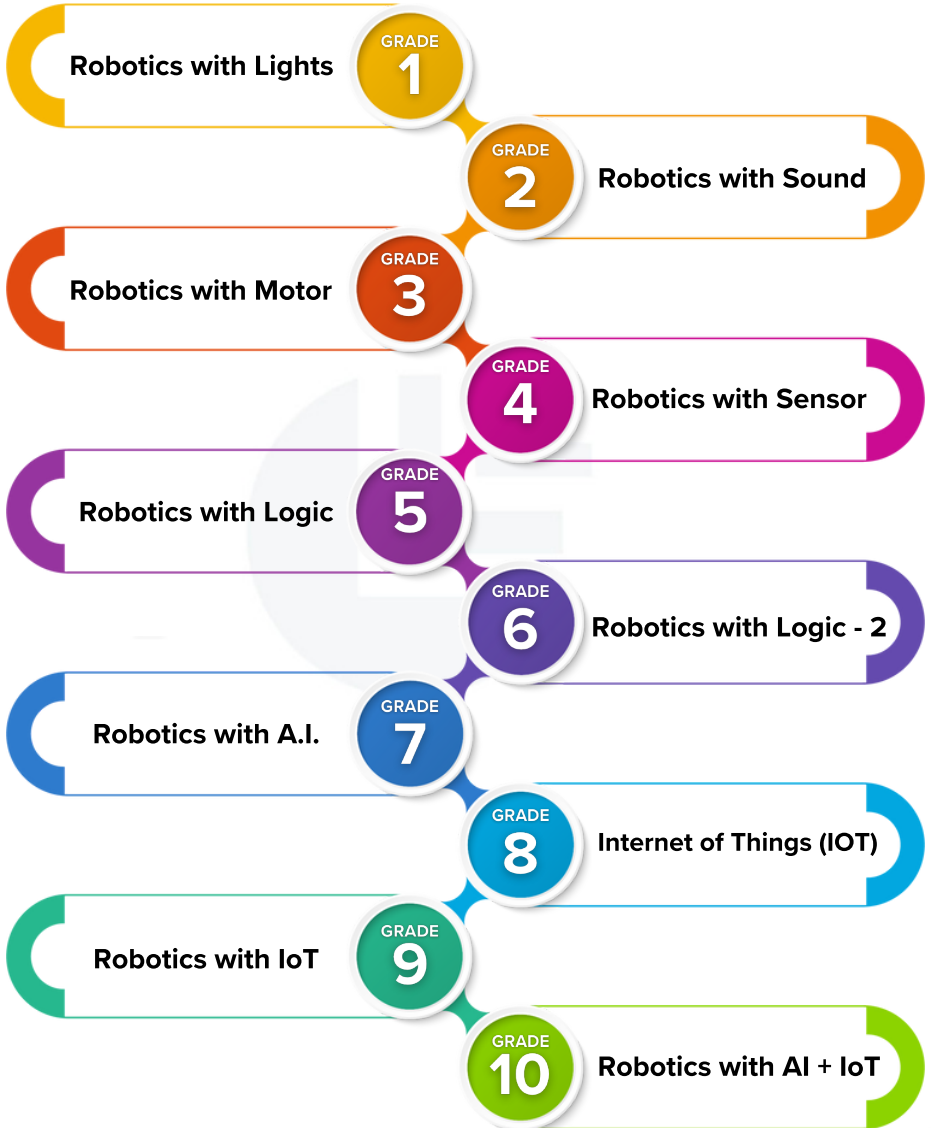 Robotics with Lights
GRADE
1
GRADE
2
Robotics with Sound
Robotics with Motor
GRADE
3
GRADE
4
Robotics with Sensor
Robotics with Logic
GRADE
5
GRADE
6
Robotics with Logic - 2
Robotics with A.I.
GRADE
7
GRADE
8
Internet of Things (IOT)
Robotics with IoT
GRADE
9
GRADE
10
Robotics with AI + IoT